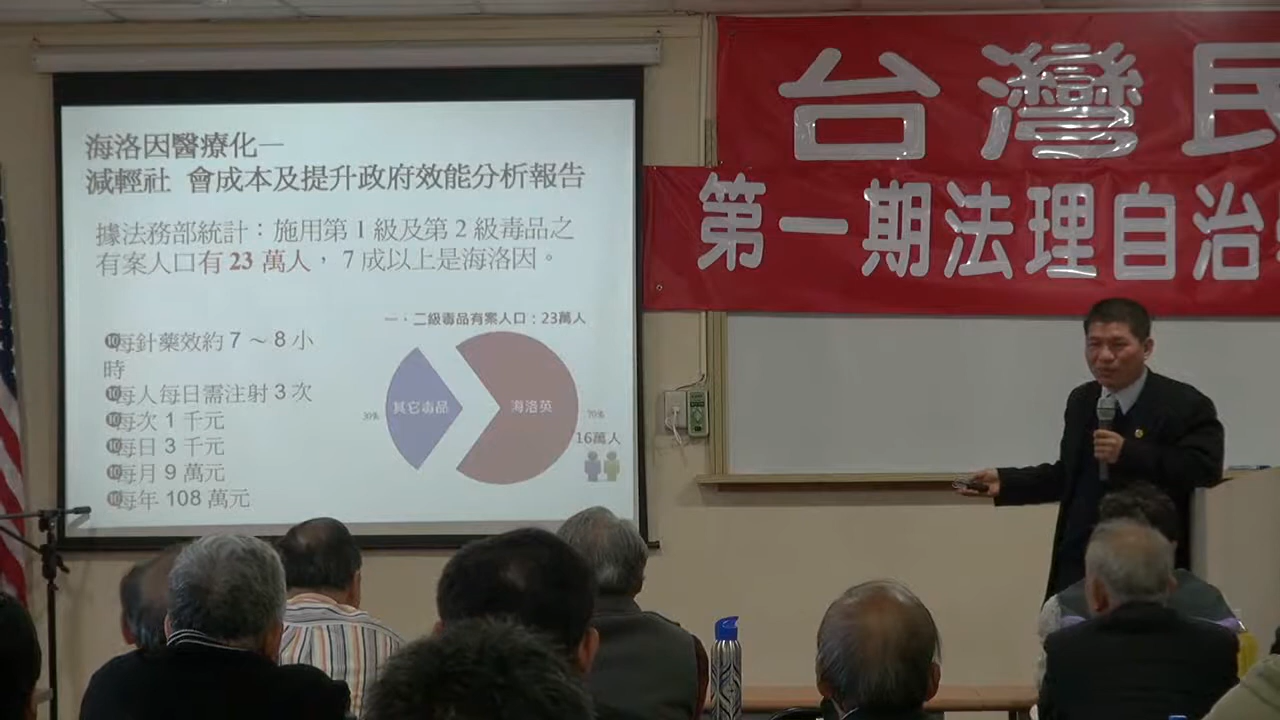 海洛因醫療化—
減輕社 會成本及提升政府效能分析報告
據法務部統計：施用第 1 級及第 2 級毒品之
有案人口有 23 萬人， 7 成以上是海洛因。
每針藥效約 7 ～ 8 小
時
每人每日需注射 3 次
每次 1 千元
每日 3 千元
每月 9 萬元
每年 108 萬元
一、二級毒品有案人口：23萬人
其它毒品
海洛英
30%
70%
16萬人
台灣民
第一期法理自治